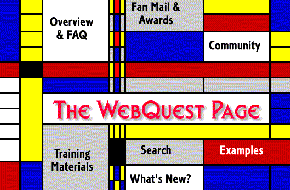 Overview
& FAQ
Fan Mail &
Awards
Community
THE WEBQUEST PAGE
Training
Materials
Search
Examples
What's New?